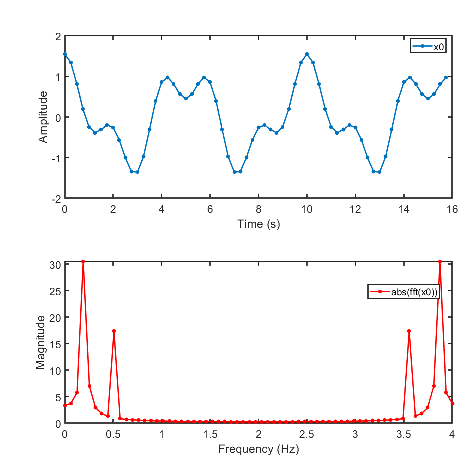 2
1
0
-1
-2
Amplitude
x0
0 2 4 6 8 10 12 14 16
Time (s)
30
25
20
15
10
5
0
Magnitude
abs(fft(x0))
0 0.5 1 1.5 2 2.5 3 3.5 4
Frequency (Hz)